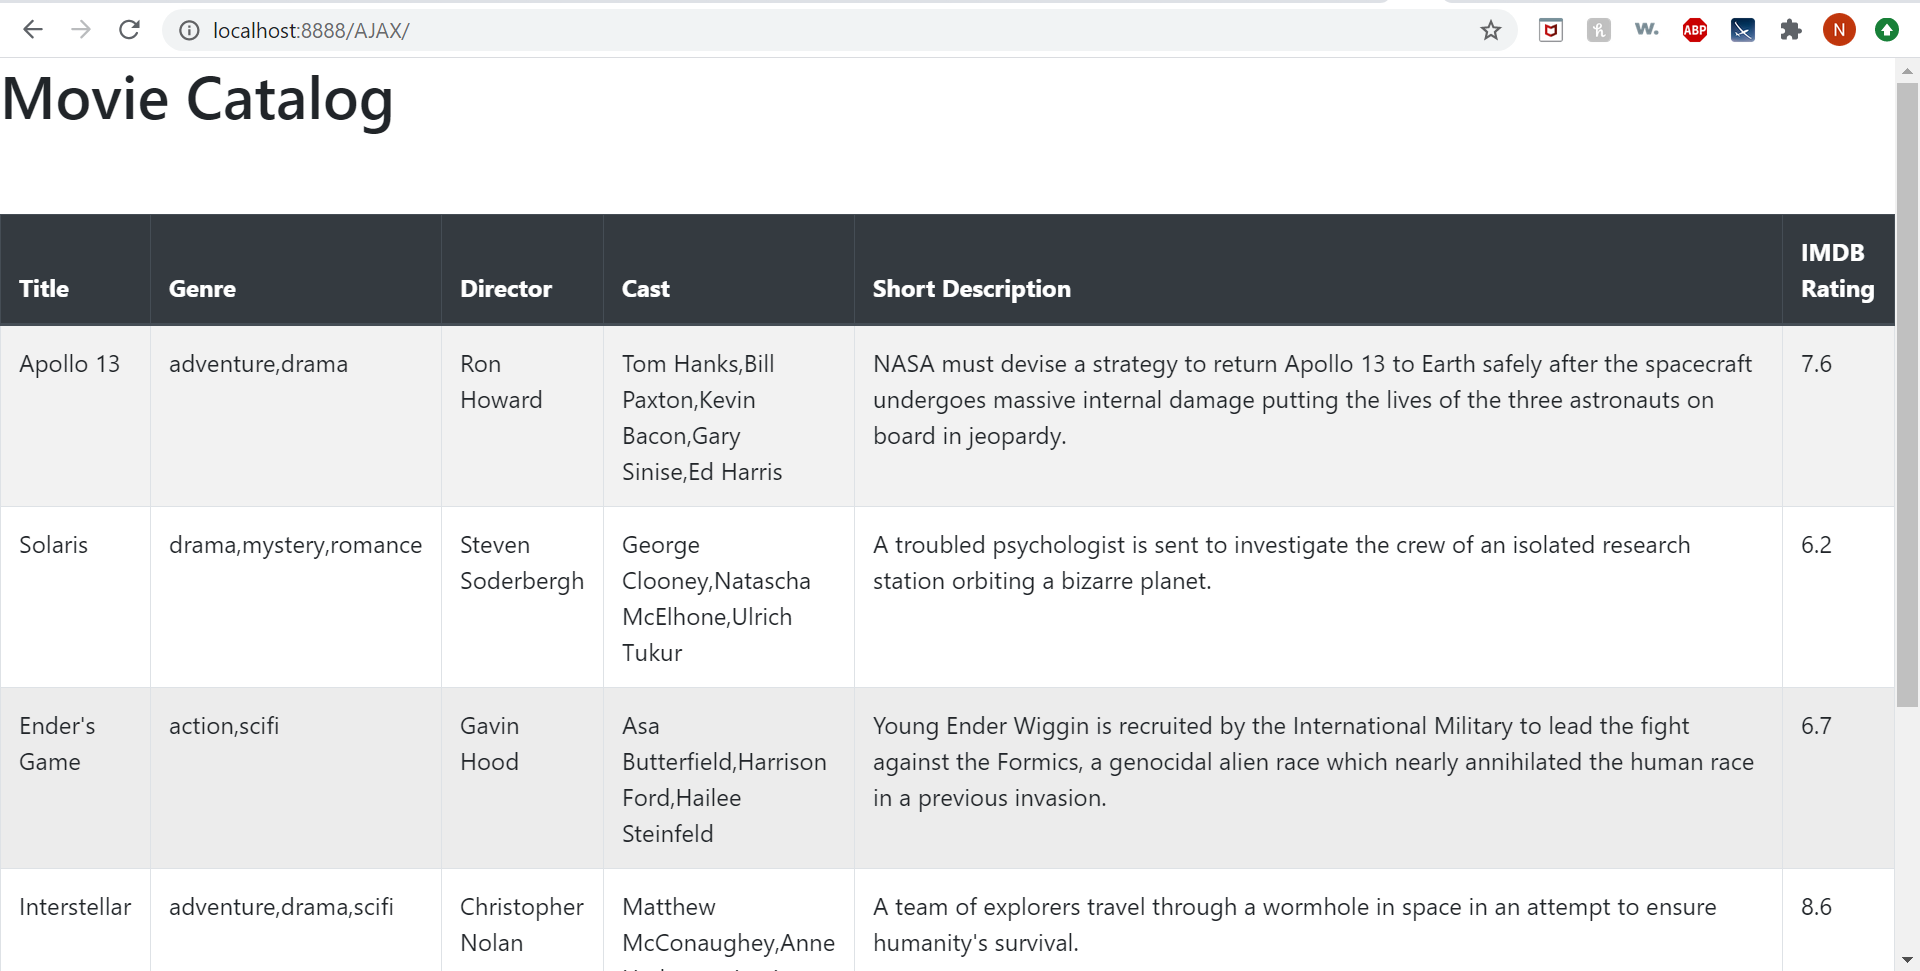 localhost:8888/AJAX/
W.
ABP
N
Movie Catalog
Title
Genre
Director
Cast
Short Description
IMDB
Rating
Apollo 13
adventure,drama
Ron
Howard
Tom Hanks,Bill
Paxton,Kevin
Bacon,Gary
Sinise,Ed Harris
NASA must devise a strategy to return Apollo 13 to Earth safely after the spacecraft
undergoes massive internal damage putting the lives of the three astronauts on
board in jeopardy.
7.6
Solaris
drama,mystery,romance
Steven
Soderbergh
George
Clooney,Natascha
McElhone,Ulrich
Tukur
A troubled psychologist is sent to investigate the crew of an isolated research
station orbiting a bizarre planet.
6.2
Ender's
Game
action,scifi
Gavin
Hood
Asa
Butterfield,Harrison
Ford,Hailee
Steinfeld
Young Ender Wiggin is recruited by the International Military to lead the fight
against the Formics, a genocidal alien race which nearly annihilated the human race
in a previous invasion.
6.7
Interstellar
adventure,drama,scifi
Christopher
Nolan
Matthew
McConaughey,Anne
A team of explorers travel through a wormhole in space in an attempt to ensure
humanity's survival.
8.6